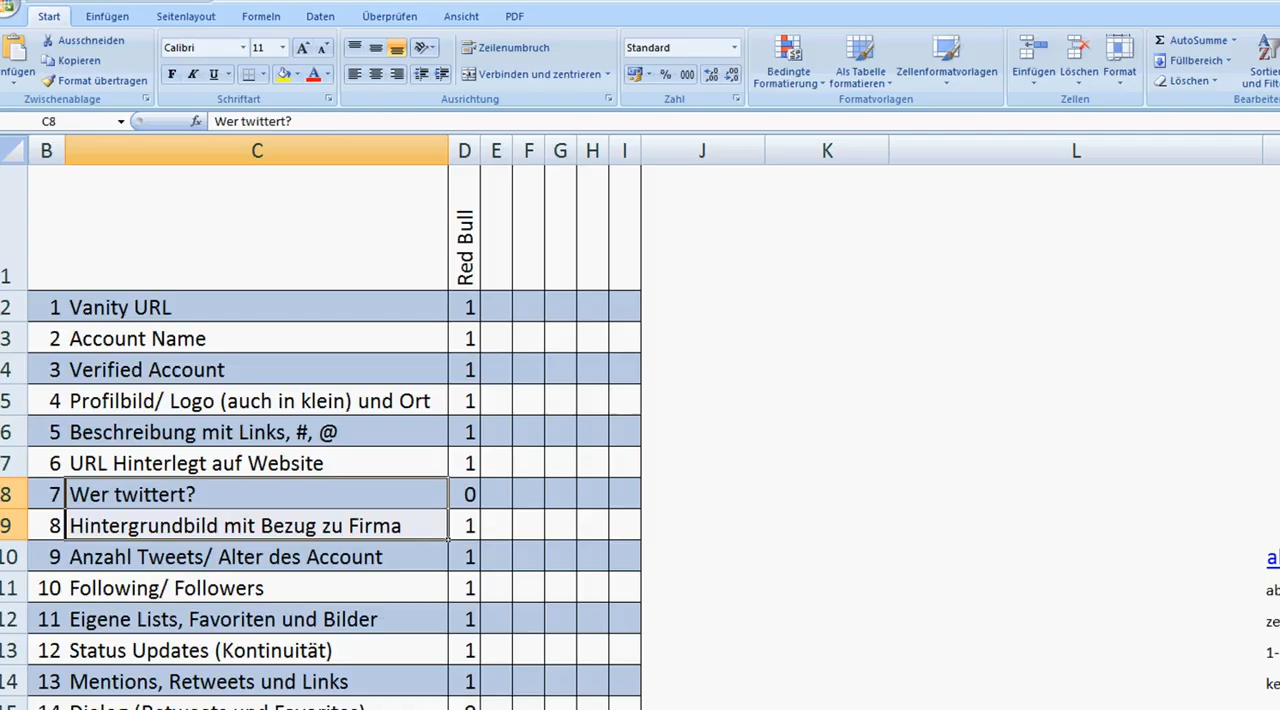 Start Einfügen Seitenlayout Formeln Daten Überprüfen Ansicht PDF
Ausschneiden
Kopieren
Format übertragen
Zwischenablage
Calibri 11
F K U
Schriftart
Zeilenumbruch
Verbinden und zentrieren
Ausrichtung
Standard
% 000
Zahl
Bedingte Formatierung
Als Tabelle formatieren
Zellenformatvorlagen
Formatvorlagen
Einfügen Löschen Format
Zellen
Σ AutoSumme
Füllbereich
Löschen
C8 fx Wer twittert?
B C D E F G H I J K L
1 Red Bull
2 1 Vanity URL 1
3 2 Account Name 1
4 3 Verified Account 1
5 4 Profilbild/ Logo (auch in klein) und Ort 1
6 5 Beschreibung mit Links, #, @ 1
7 6 URL Hinterlegt auf Website 1
8 7 Wer twittert? 0
9 8 Hintergrundbild mit Bezug zu Firma 1
10 9 Anzahl Tweets/ Alter des Account 1
11 10 Following/ Followers 1
12 11 Eigene Lists, Favoriten und Bilder 1
13 12 Status Updates (Kontinuität) 1
14 13 Mentions, Retweets und Links 1